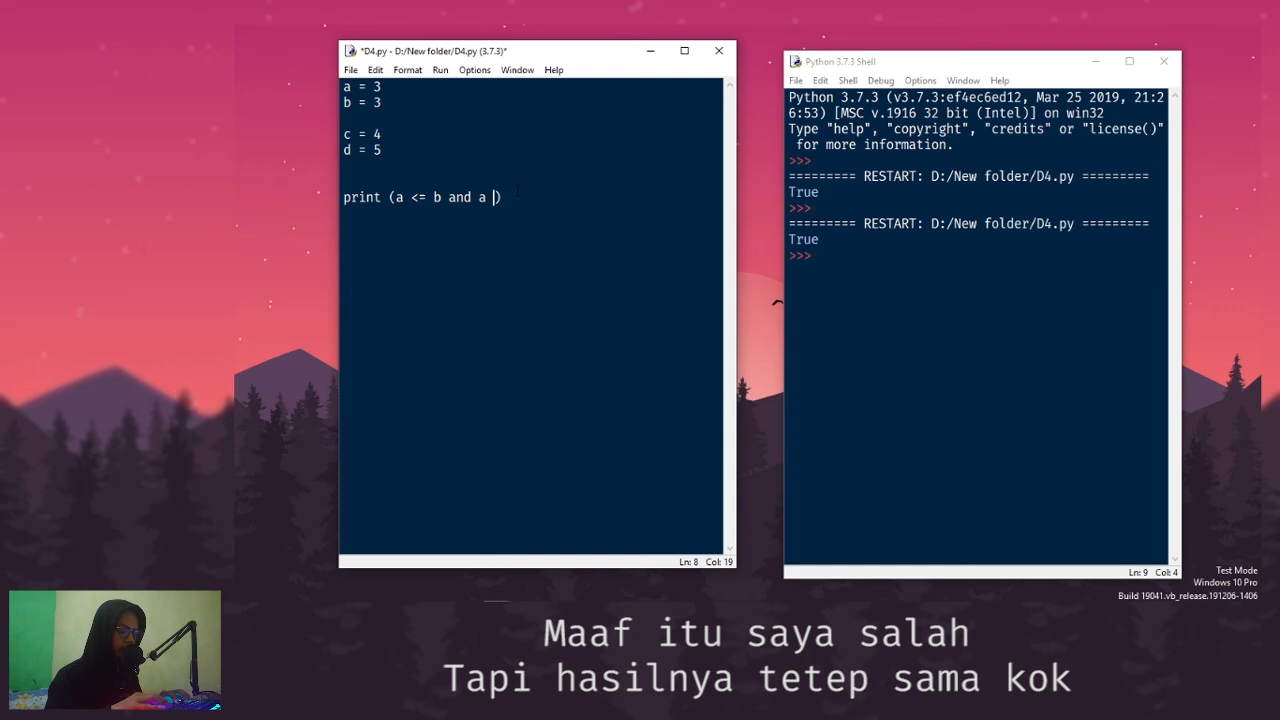 *D4.py - D:/New folder/D4.py (3.7.3)*
File Edit Format Run Options Window Help
a = 3
b = 3
c = 4
d = 5
print (a <= b and a )
Ln: 8 Col: 19
Python 3.7.3 Shell
File Edit Shell Debug Options Window Help
Python 3.7.3 (v3.7.3:ef4ec6ed12, Mar 25 2019, 21:2
6:53) [MSC v.1916 32 bit (Intel)] on win32
Type "help", "copyright", "credits" or "license()"
for more information.
>>>
========= RESTART: D:/New folder/D4.py =========
True
>>>
========= RESTART: D:/New folder/D4.py =========
True
>>>
Ln: 9 Col: 4
Test Mode
Windows 10 Pro
Build 19041.vb_release.191206-1406
Maaf itu saya salah
Tapi hasilnya tetep sama kok